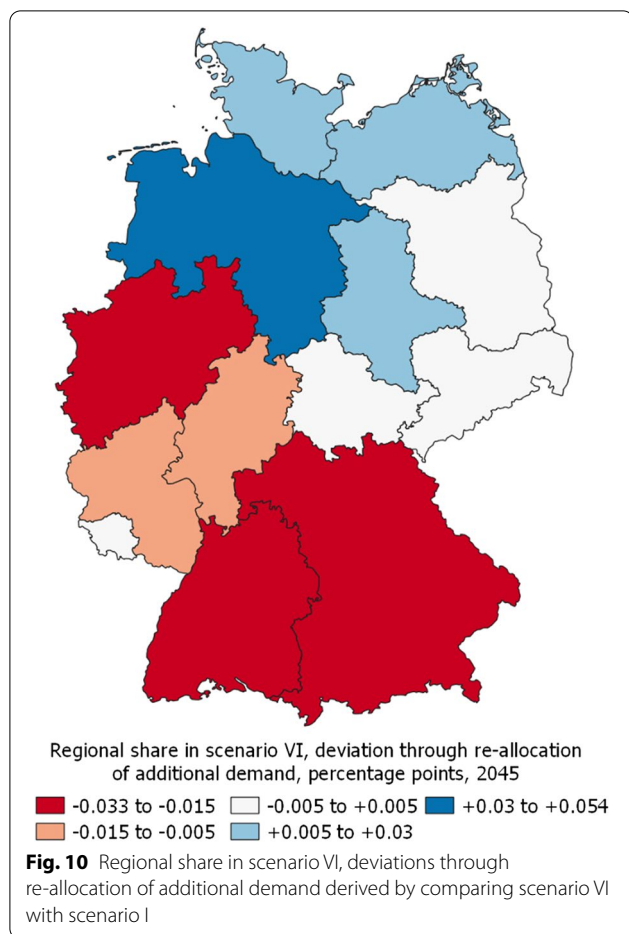 Regional share in scenario VI, deviation through re-allocation
of additional demand, percentage points, 2045
-0.033 to -0.015 -0.005 to +0.005 +0.03 to +0.054
-0.015 to -0.005 +0.005 to +0.03
Fig. 10 Regional share in scenario VI, deviations through
re-allocation of additional demand derived by comparing scenario VI
with scenario I